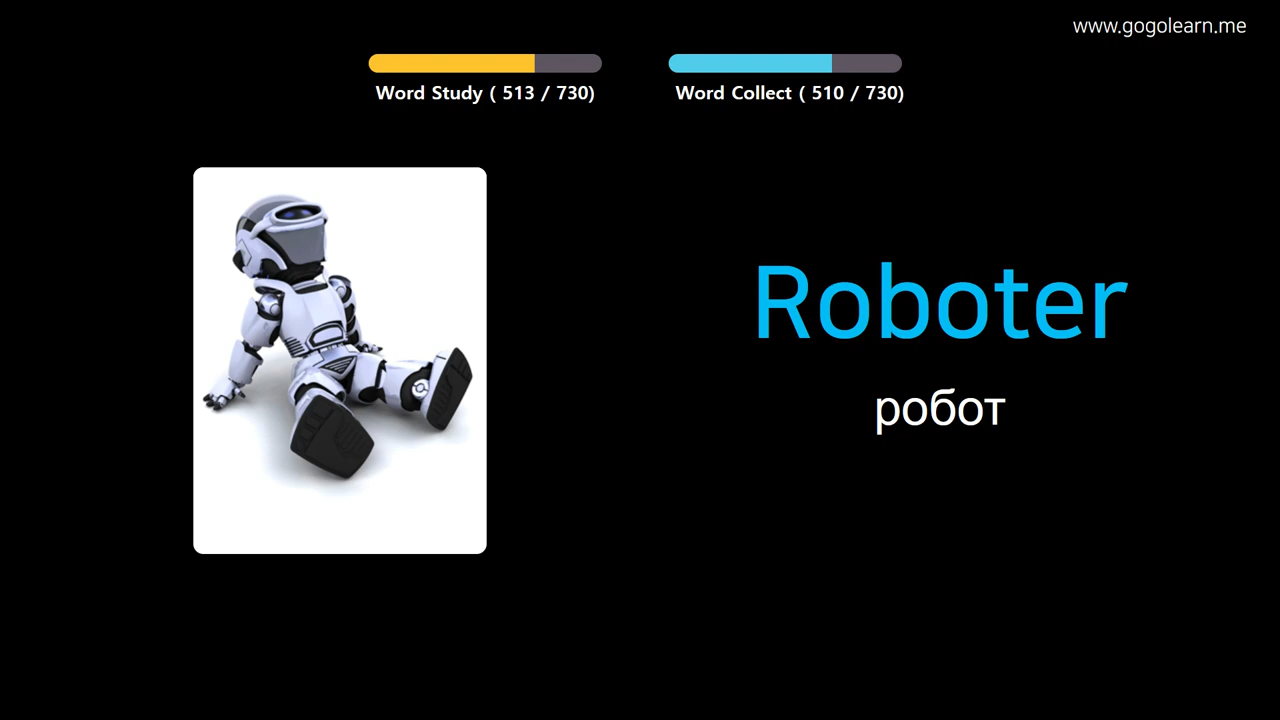 www.gogolearn.me
Word Study ( 513 / 730)
Word Collect ( 510 / 730)
Roboter
робот